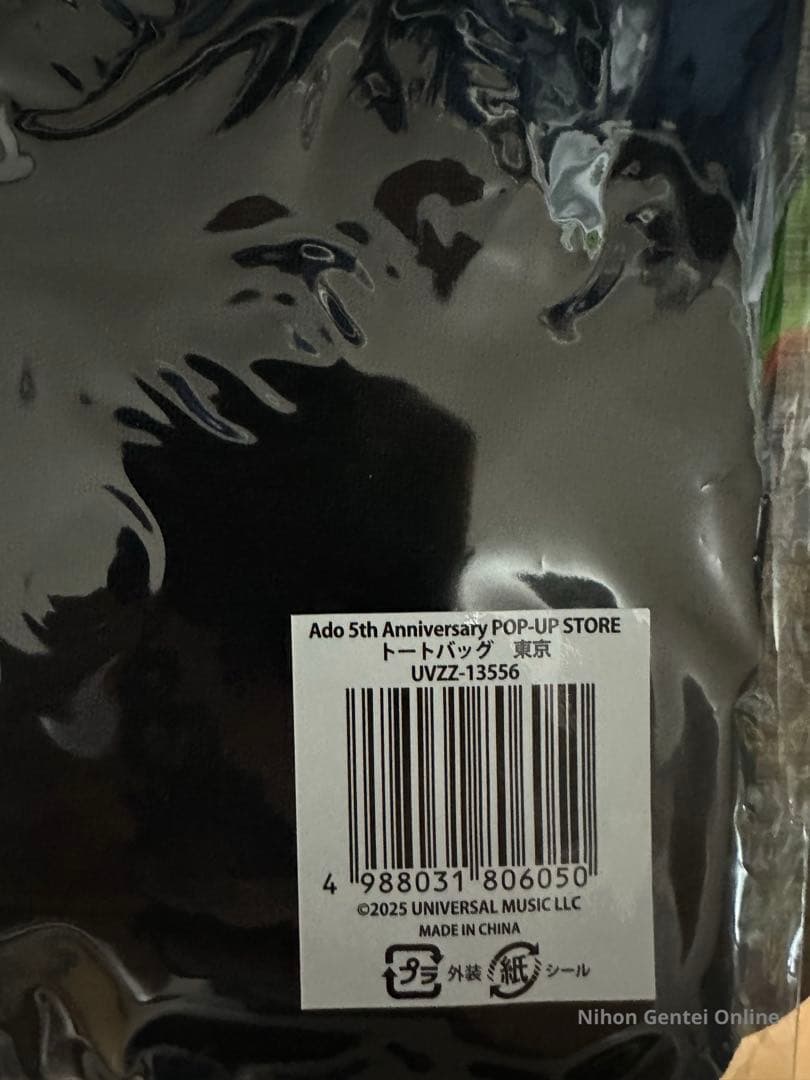 Ado 5th Anniversary POP-UP STORE
トートバッグ　東京
UVZZ-13556
4 988031 806050
©2025 UNIVERSAL MUSIC LLC
MADE IN CHINA
プラ 外装 紙 シール
Nihon Gentei Online